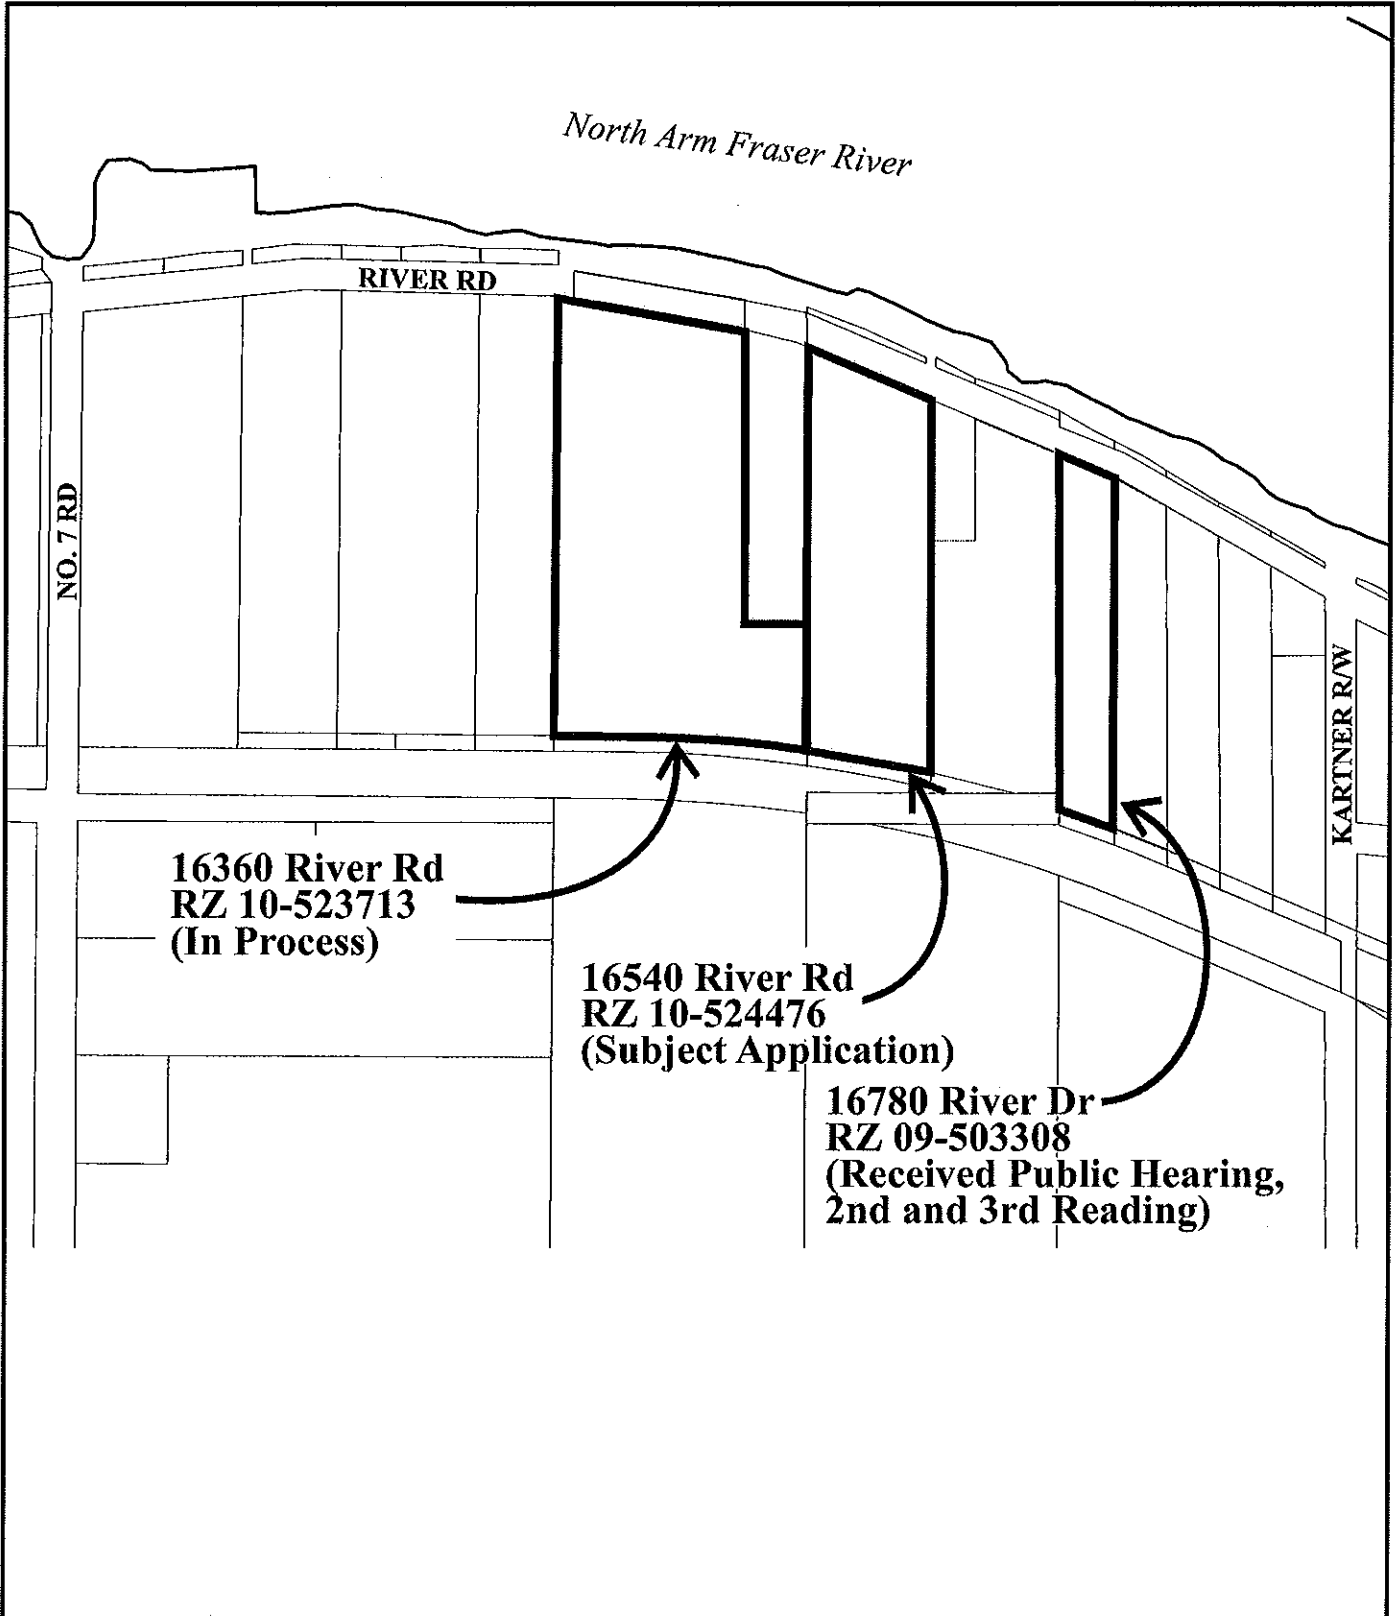 North Arm Fraser River
RIVER RD
NO. 7 RD
KARTNER R/W
16360 River Rd
RZ 10-523713
(In Process)
16540 River Rd
RZ 10-524476
(Subject Application)
16780 River Dr
RZ 09-503308
(Received Public Hearing,
2nd and 3rd Reading)